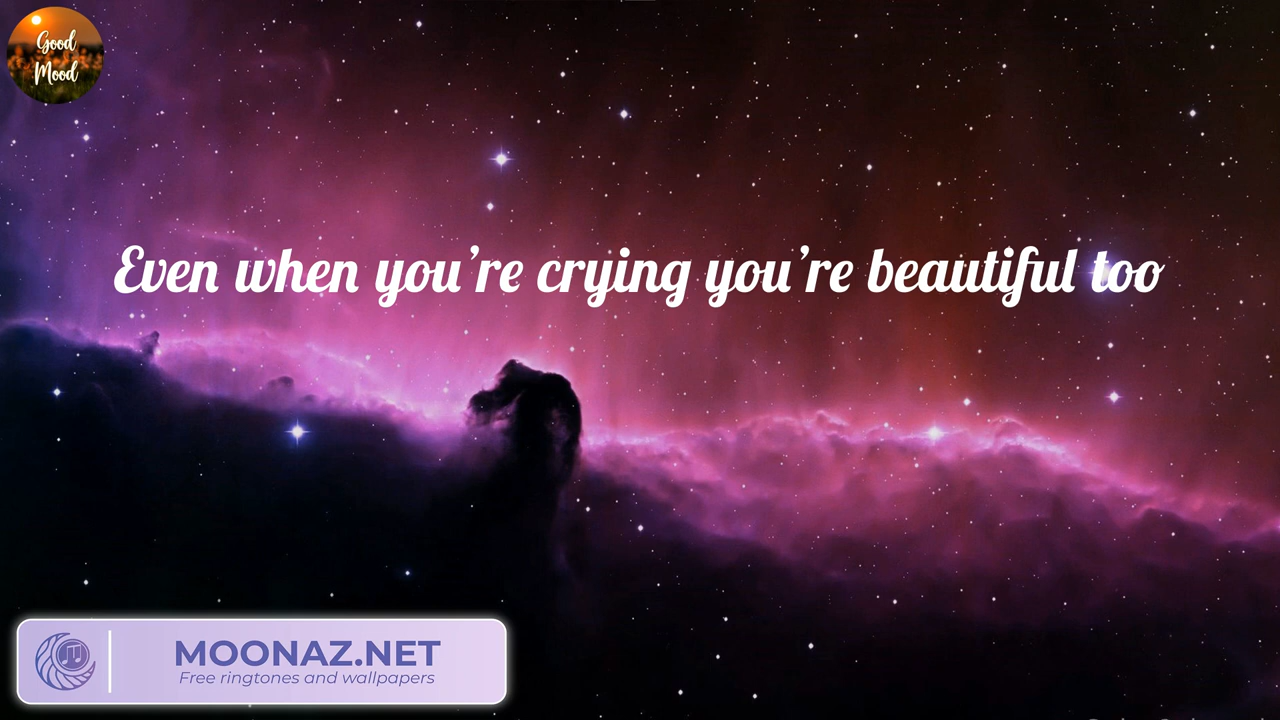 Good
Mood
Even when you're crying you're beautiful too
MOONAZ.NET
Free ringtones and wallpapers